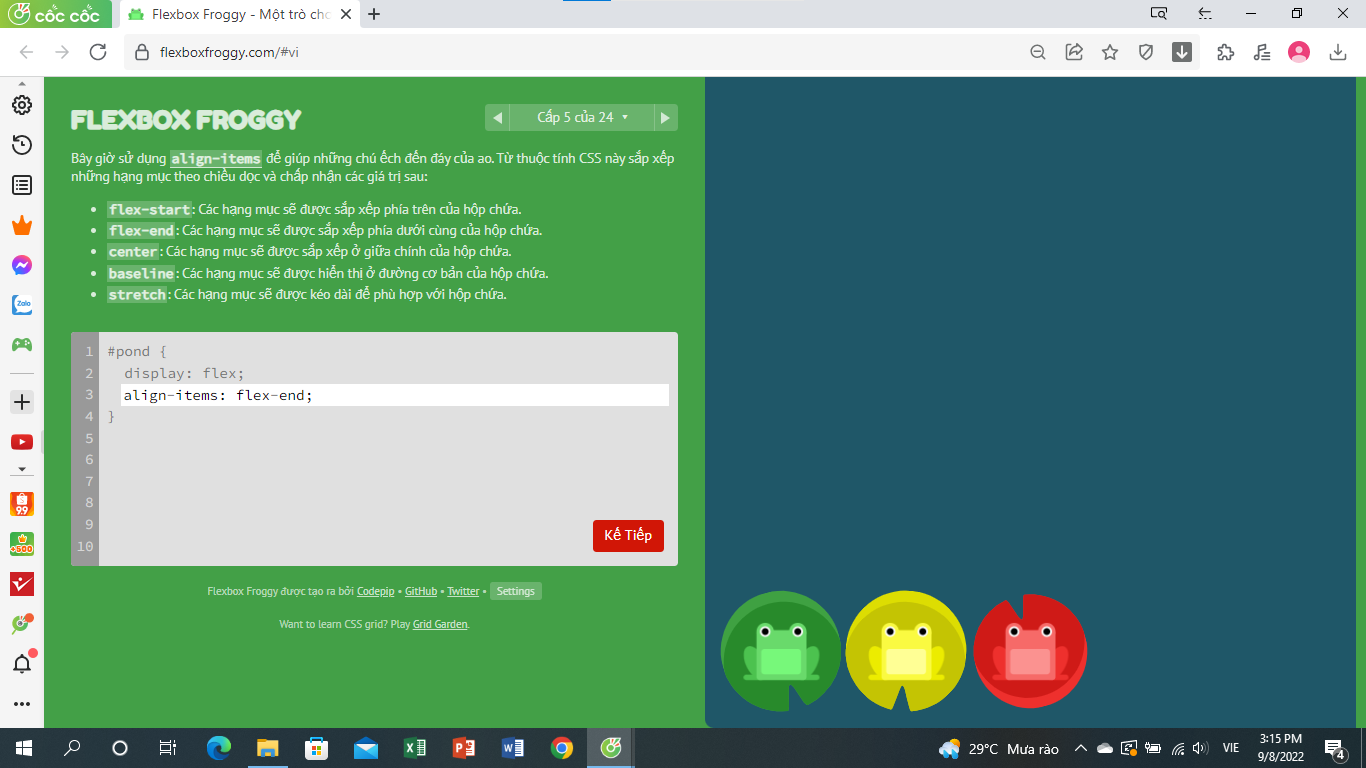 cốc cốc
Flexbox Froggy - Một trò chơ
flexboxfroggy.com/#vi
FLEXBOX FROGGY
Cấp 5 của 24
Bây giờ sử dụng align-items để giúp những chú ếch đến đáy của ao. Từ thuộc tính CSS này sắp xếp
những hạng mục theo chiều dọc và chấp nhận các giá trị sau:
• flex-start: Các hạng mục sẽ được sắp xếp phía trên của hộp chứa.
• flex-end: Các hạng mục sẽ được sắp xếp phía dưới cùng của hộp chứa.
• center: Các hạng mục sẽ được sắp xếp ở giữa chính của hộp chứa.
• baseline: Các hạng mục sẽ được hiển thị ở đường cơ bản của hộp chứa.
• stretch: Các hạng mục sẽ được kéo dài để phù hợp với hộp chứa.
1 #pond {
2 display: flex;
3 align-items: flex-end;
4 }
5
6
7
8
9
10
Kế Tiếp
Flexbox Froggy được tạo ra bởi Codepip • GitHub • Twitter • Settings
Want to learn CSS grid? Play Grid Garden.
Zalo
9.9
+500
29°C Mưa rào
VIE
3:15 PM
9/8/2022
4